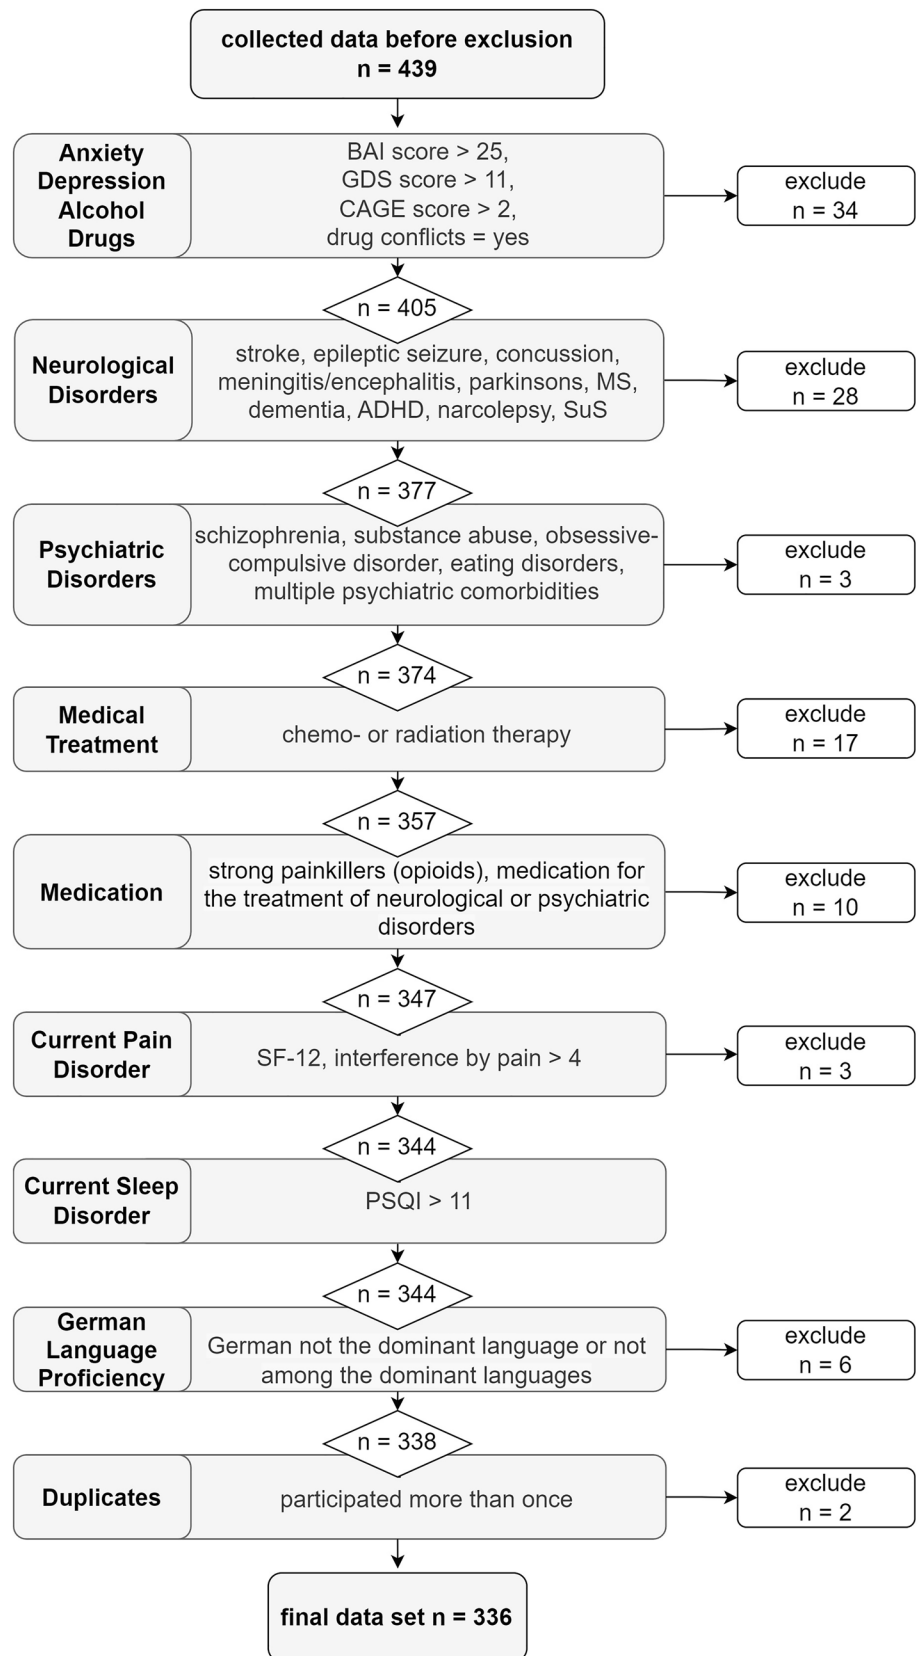 collected data before exclusion
n = 439
Anxiety
Depression
Alcohol
Drugs
BAI score > 25,
GDS score > 11,
CAGE score > 2,
drug conflicts = yes
exclude
n = 34
n = 405
Neurological
Disorders
stroke, epileptic seizure, concussion,
meningitis/encephalitis, parkinsons, MS,
dementia, ADHD, narcolepsy, SuS
exclude
n = 28
n = 377
Psychiatric
Disorders
schizophrenia, substance abuse, obsessive-
compulsive disorder, eating disorders,
multiple psychiatric comorbidities
exclude
n = 3
n = 374
Medical
Treatment
chemo- or radiation therapy
exclude
n = 17
n = 357
Medication
strong painkillers (opioids), medication for
the treatment of neurological or psychiatric
disorders
exclude
n = 10
n = 347
Current Pain
Disorder
SF-12, interference by pain > 4
exclude
n = 3
n = 344
Current Sleep
Disorder
PSQI > 11
n = 344
German
Language
Proficiency
German not the dominant language or not
among the dominant languages
exclude
n = 6
n = 338
Duplicates
participated more than once
exclude
n = 2
final data set n = 336